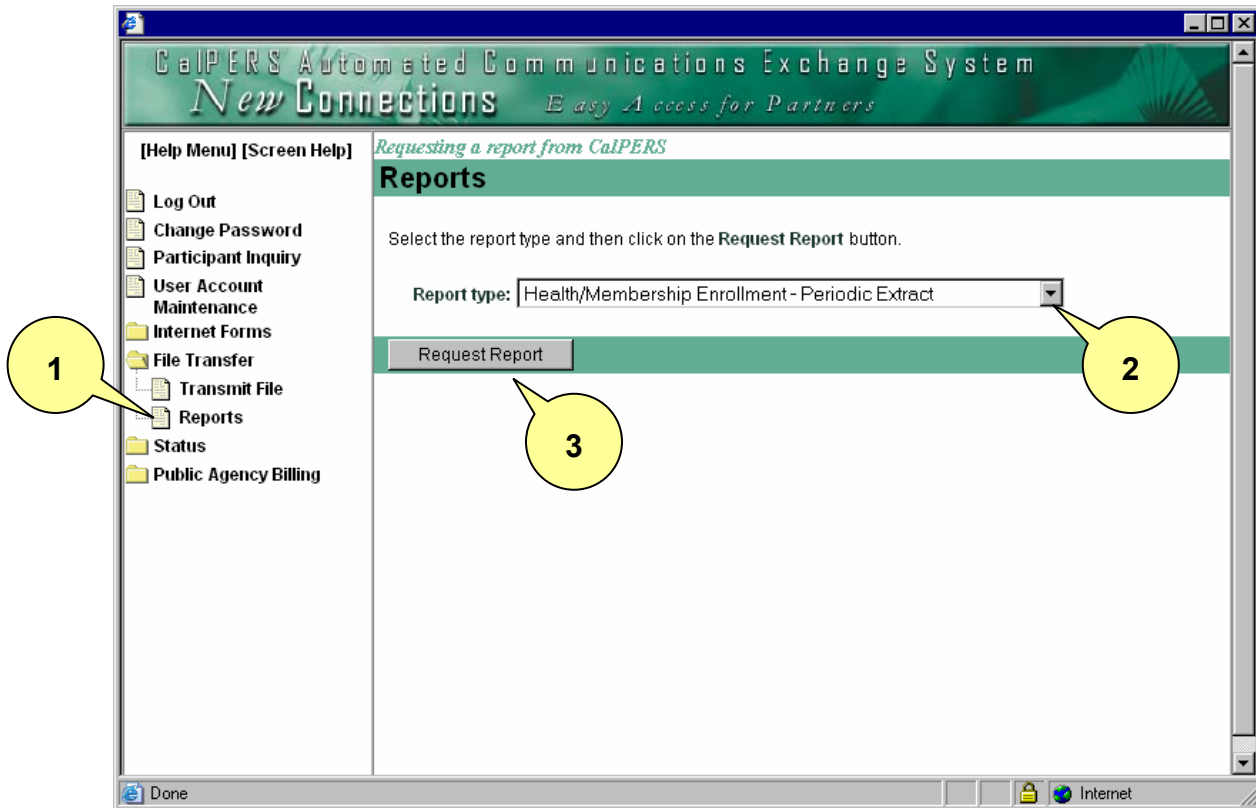 CalPERS Automated Communications Exchange System
New Connections Easy Access for Partners
[Help Menu] [Screen Help]
Log Out
Change Password
Participant Inquiry
User Account
Maintenance
Internet Forms
File Transfer
Transmit File
Reports
Status
Public Agency Billing
Requesting a report from CalPERS
Reports
Select the report type and then click on the Request Report button.
Report type: Health/Membership Enrollment - Periodic Extract
Request Report
1
2
3
Done
Internet